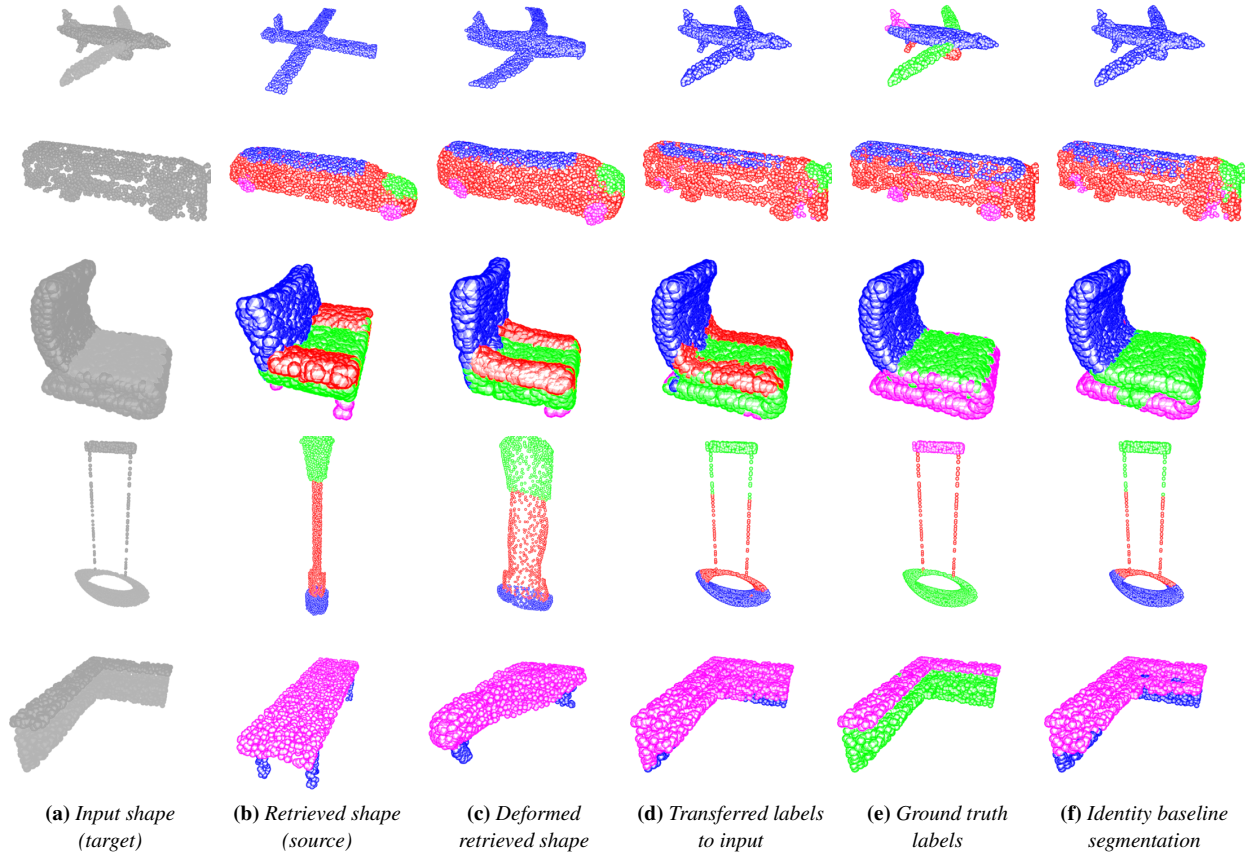 (a) Input shape
(target)
(b) Retrieved shape
(source)
(c) Deformed
retrieved shape
(d) Transferred labels
to input
(e) Ground truth
labels
(f) Identity baseline
segmentation